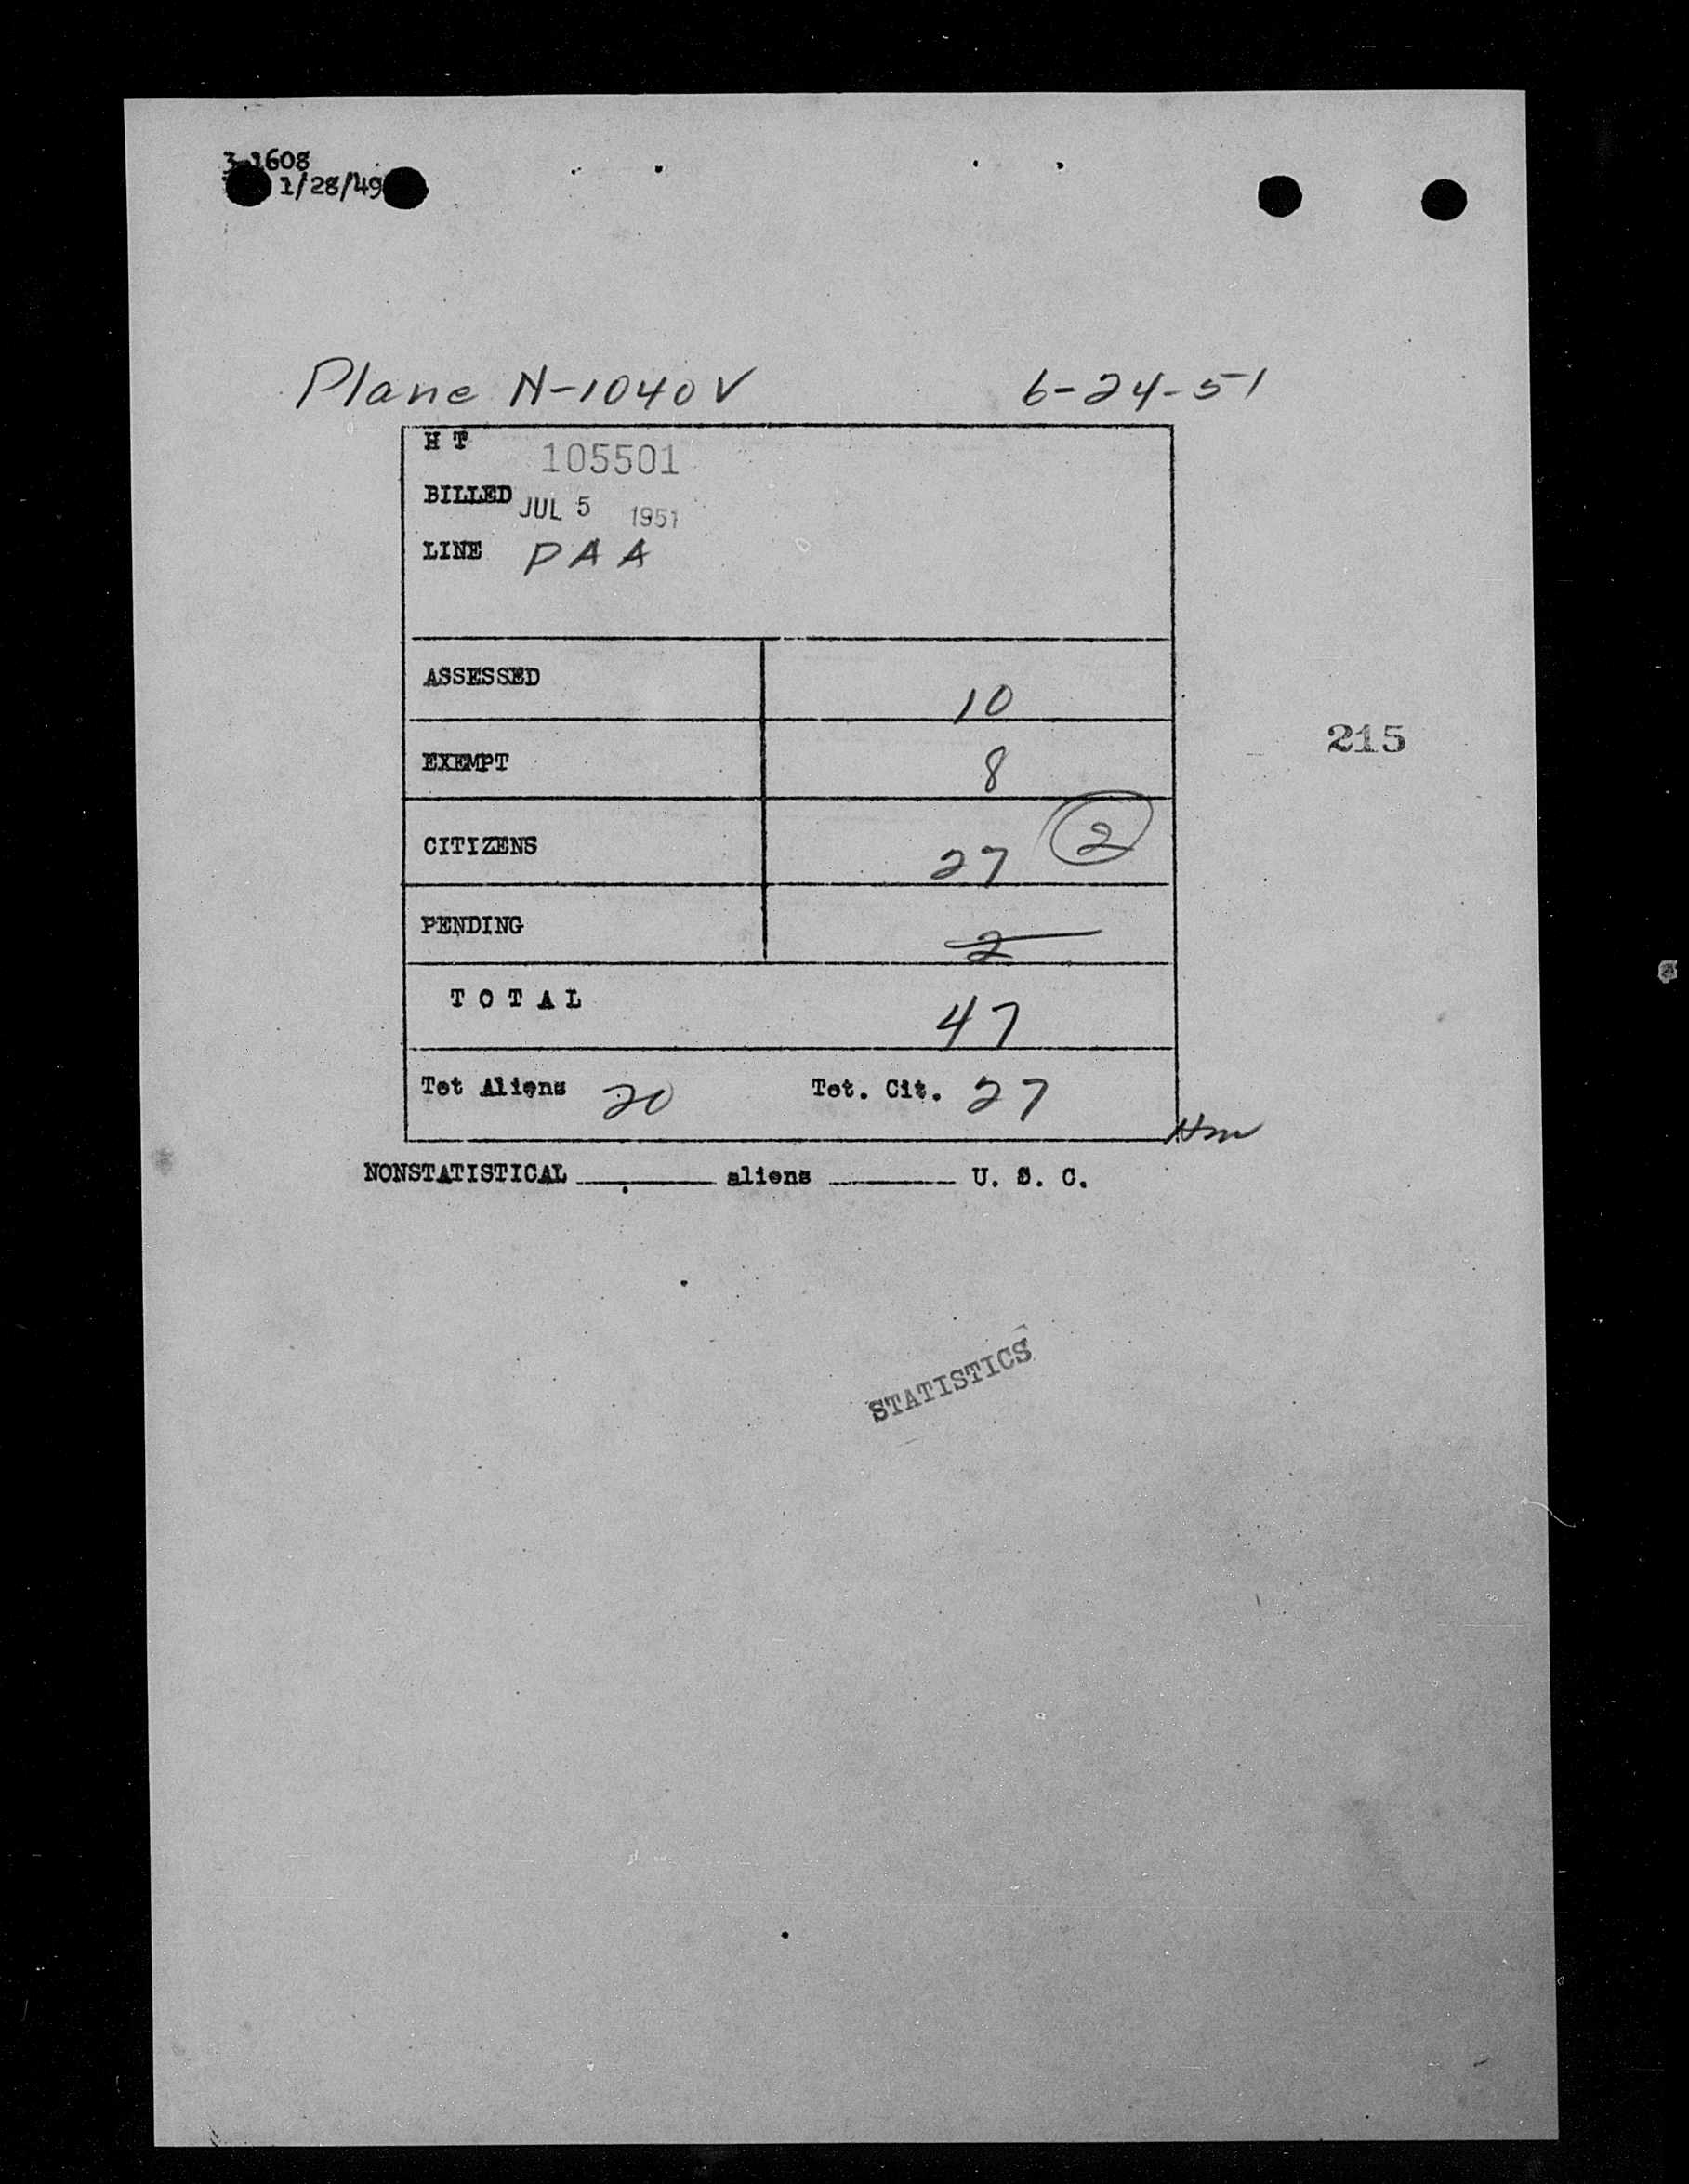 3-1608
1/28/49
Plane N-1040V 6-24-51
H T 105501
BILLED JUL 5 1951
LINE PAA
ASSESSED 10
215
EXEMPT 8
CITIZENS 27 2
PENDING 2
TOTAL 47
Tot Aliens 20 Tot. Cit. 27
NONSTATISTICAL aliens U. S. C.
STATISTICS